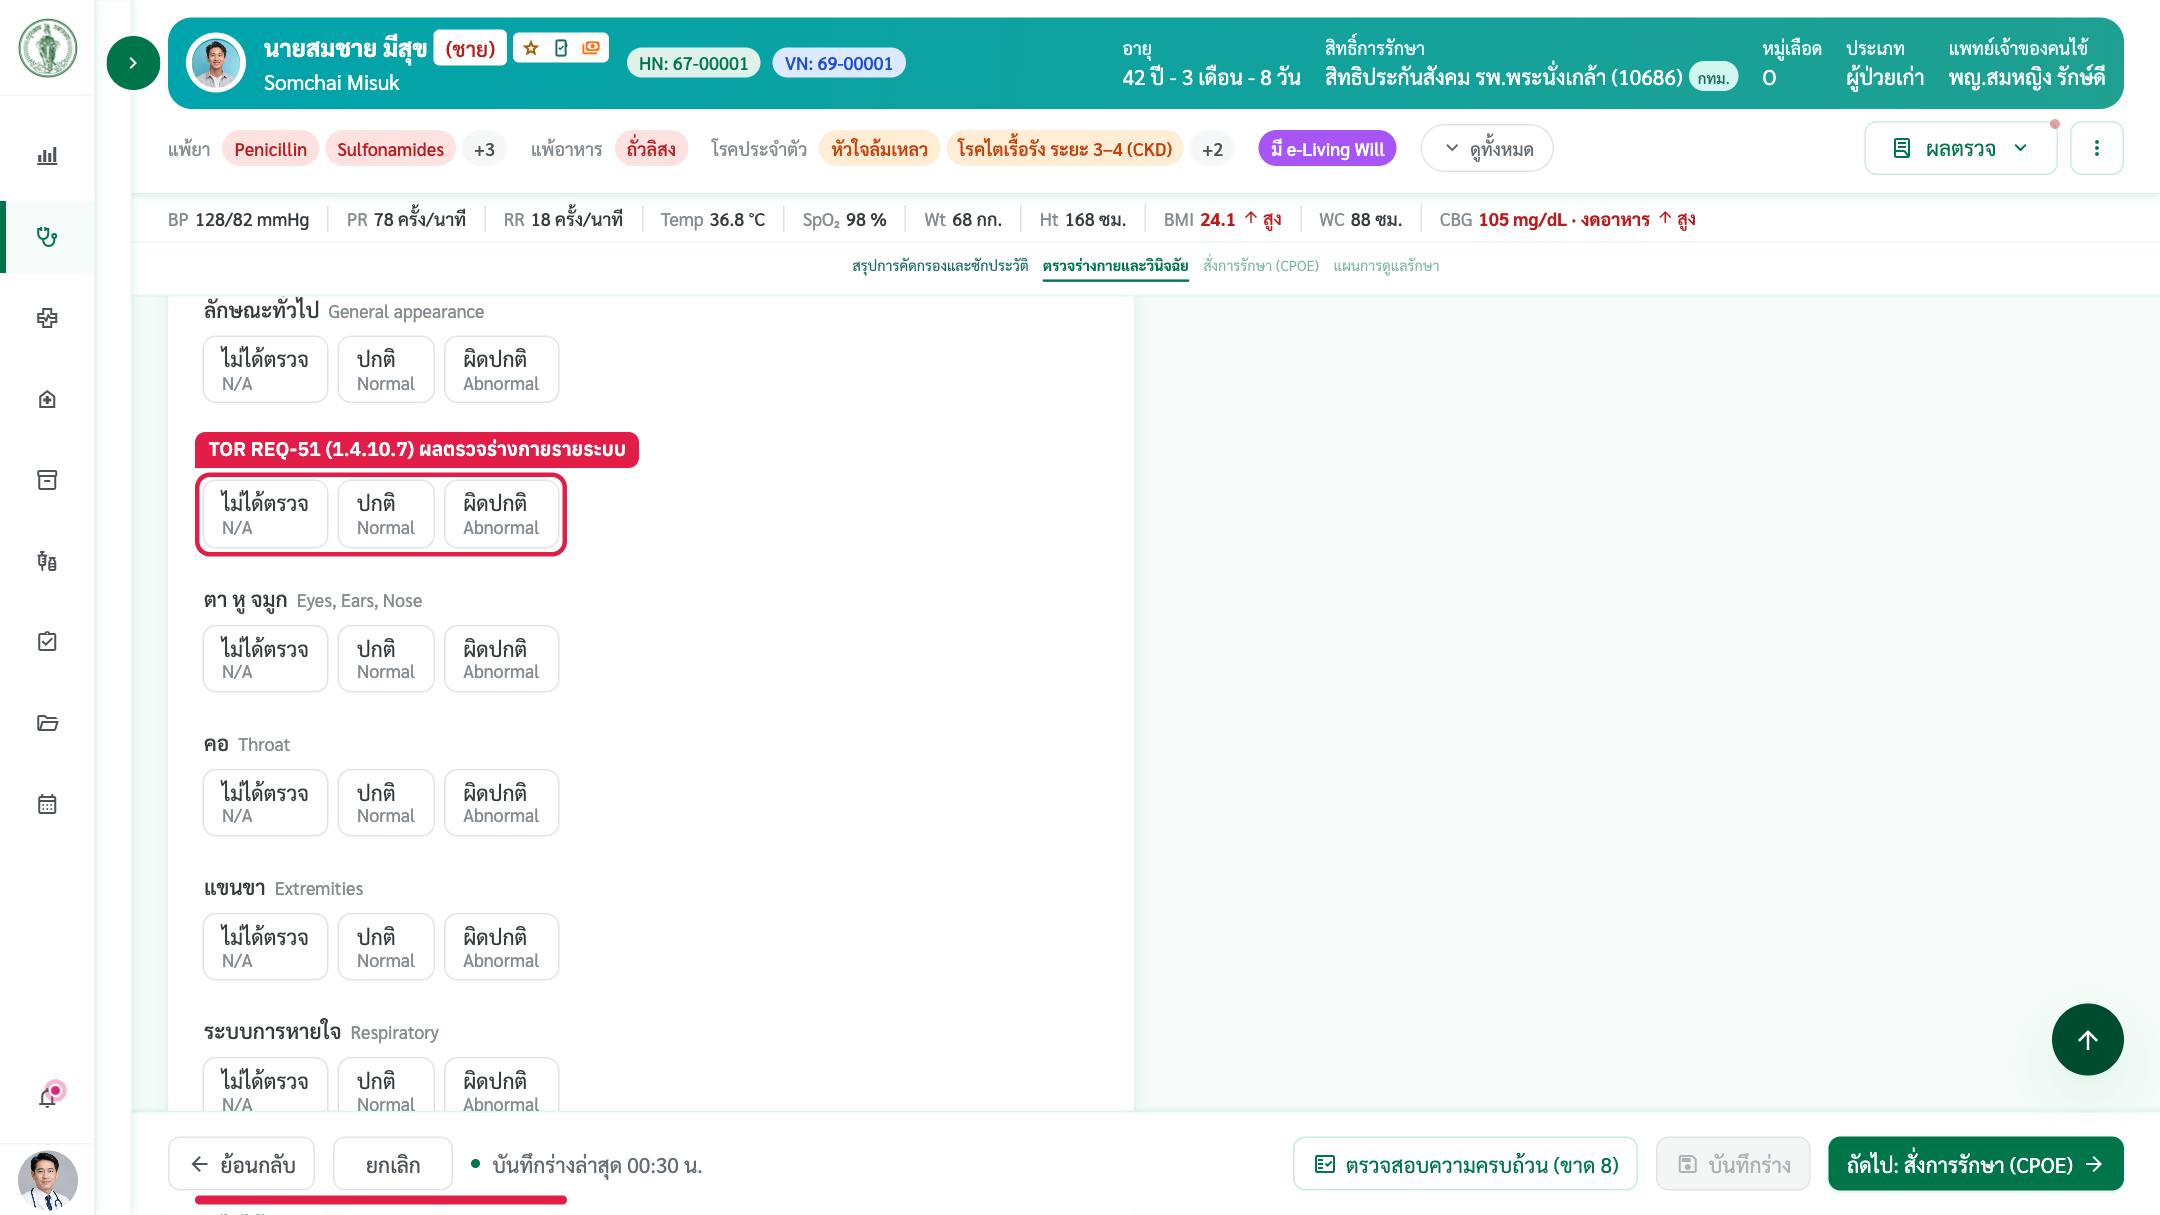 นายสมชาย มีสุข (ชาย)
Somchai Misuk
HN: 67-00001
VN: 69-00001
อายุ
42 ปี - 3 เดือน - 8 วัน
สิทธิ์การรักษา
สิทธิประกันสังคม รพ.พระนั่งเกล้า (10686) กทม.
หมู่เลือด
O
ประเภท
ผู้ป่วยเก่า
แพทย์เจ้าของคนไข้
พญ.สมหญิง รักษ์ดี
แพ้ยา Penicillin Sulfonamides +3 แพ้อาหาร ถั่วลิสง โรคประจำตัว หัวใจล้มเหลว โรคไตเรื้อรัง ระยะ 3–4 (CKD) +2 มี e-Living Will ดูทั้งหมด ผลตรวจ
BP 128/82 mmHg PR 78 ครั้ง/นาที RR 18 ครั้ง/นาที Temp 36.8 °C SpO₂ 98 % Wt 68 กก. Ht 168 ซม. BMI 24.1 ↑ สูง WC 88 ซม. CBG 105 mg/dL · งดอาหาร ↑ สูง
สรุปการคัดกรองและซักประวัติ ตรวจร่างกายและวินิจฉัย สั่งการรักษา (CPOE) แผนการดูแลรักษา
ลักษณะทั่วไป General appearance
ไม่ได้ตรวจ ปกติ ผิดปกติ
N/A Normal Abnormal
TOR REQ-51 (1.4.10.7) ผลตรวจร่างกายรายระบบ
ไม่ได้ตรวจ ปกติ ผิดปกติ
N/A Normal Abnormal
ตา หู จมูก Eyes, Ears, Nose
ไม่ได้ตรวจ ปกติ ผิดปกติ
N/A Normal Abnormal
คอ Throat
ไม่ได้ตรวจ ปกติ ผิดปกติ
N/A Normal Abnormal
แขนขา Extremities
ไม่ได้ตรวจ ปกติ ผิดปกติ
N/A Normal Abnormal
ระบบการหายใจ Respiratory
ไม่ได้ตรวจ ปกติ ผิดปกติ
N/A Normal Abnormal
← ย้อนกลับ ยกเลิก บันทึกร่างล่าสุด 00:30 น. ตรวจสอบความครบถ้วน (ขาด 8) บันทึกร่าง ถัดไป: สั่งการรักษา (CPOE) →